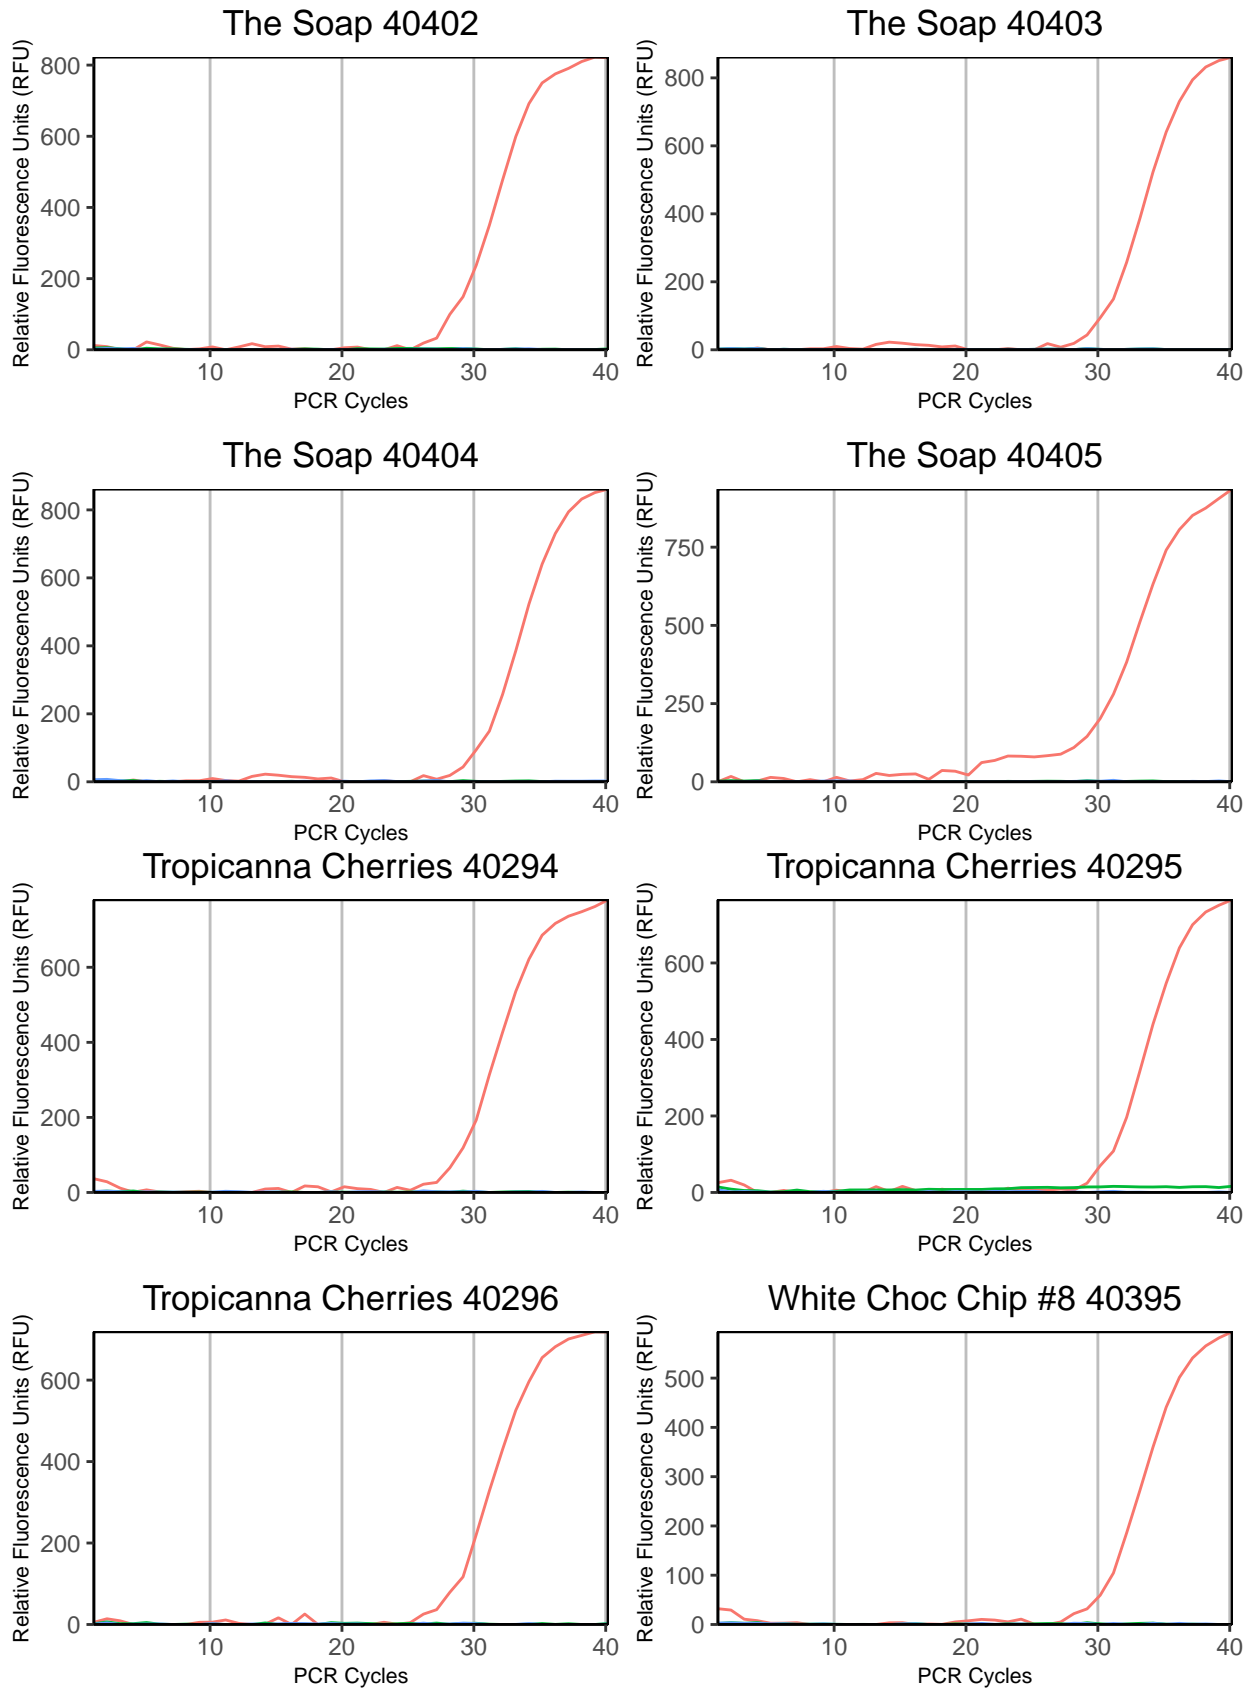 The Soap 40402
Relative Fluorescence Units (RFU)
800
600
400
200
0
10 20 30 40
PCR Cycles
The Soap 40403
Relative Fluorescence Units (RFU)
800
600
400
200
0
10 20 30 40
PCR Cycles
The Soap 40404
Relative Fluorescence Units (RFU)
800
600
400
200
0
10 20 30 40
PCR Cycles
The Soap 40405
Relative Fluorescence Units (RFU)
750
500
250
0
10 20 30 40
PCR Cycles
Tropicanna Cherries 40294
Relative Fluorescence Units (RFU)
600
400
200
0
10 20 30 40
PCR Cycles
Tropicanna Cherries 40295
Relative Fluorescence Units (RFU)
600
400
200
0
10 20 30 40
PCR Cycles
Tropicanna Cherries 40296
Relative Fluorescence Units (RFU)
600
400
200
0
10 20 30 40
PCR Cycles
White Choc Chip #8 40395
Relative Fluorescence Units (RFU)
500
400
300
200
100
0
10 20 30 40
PCR Cycles